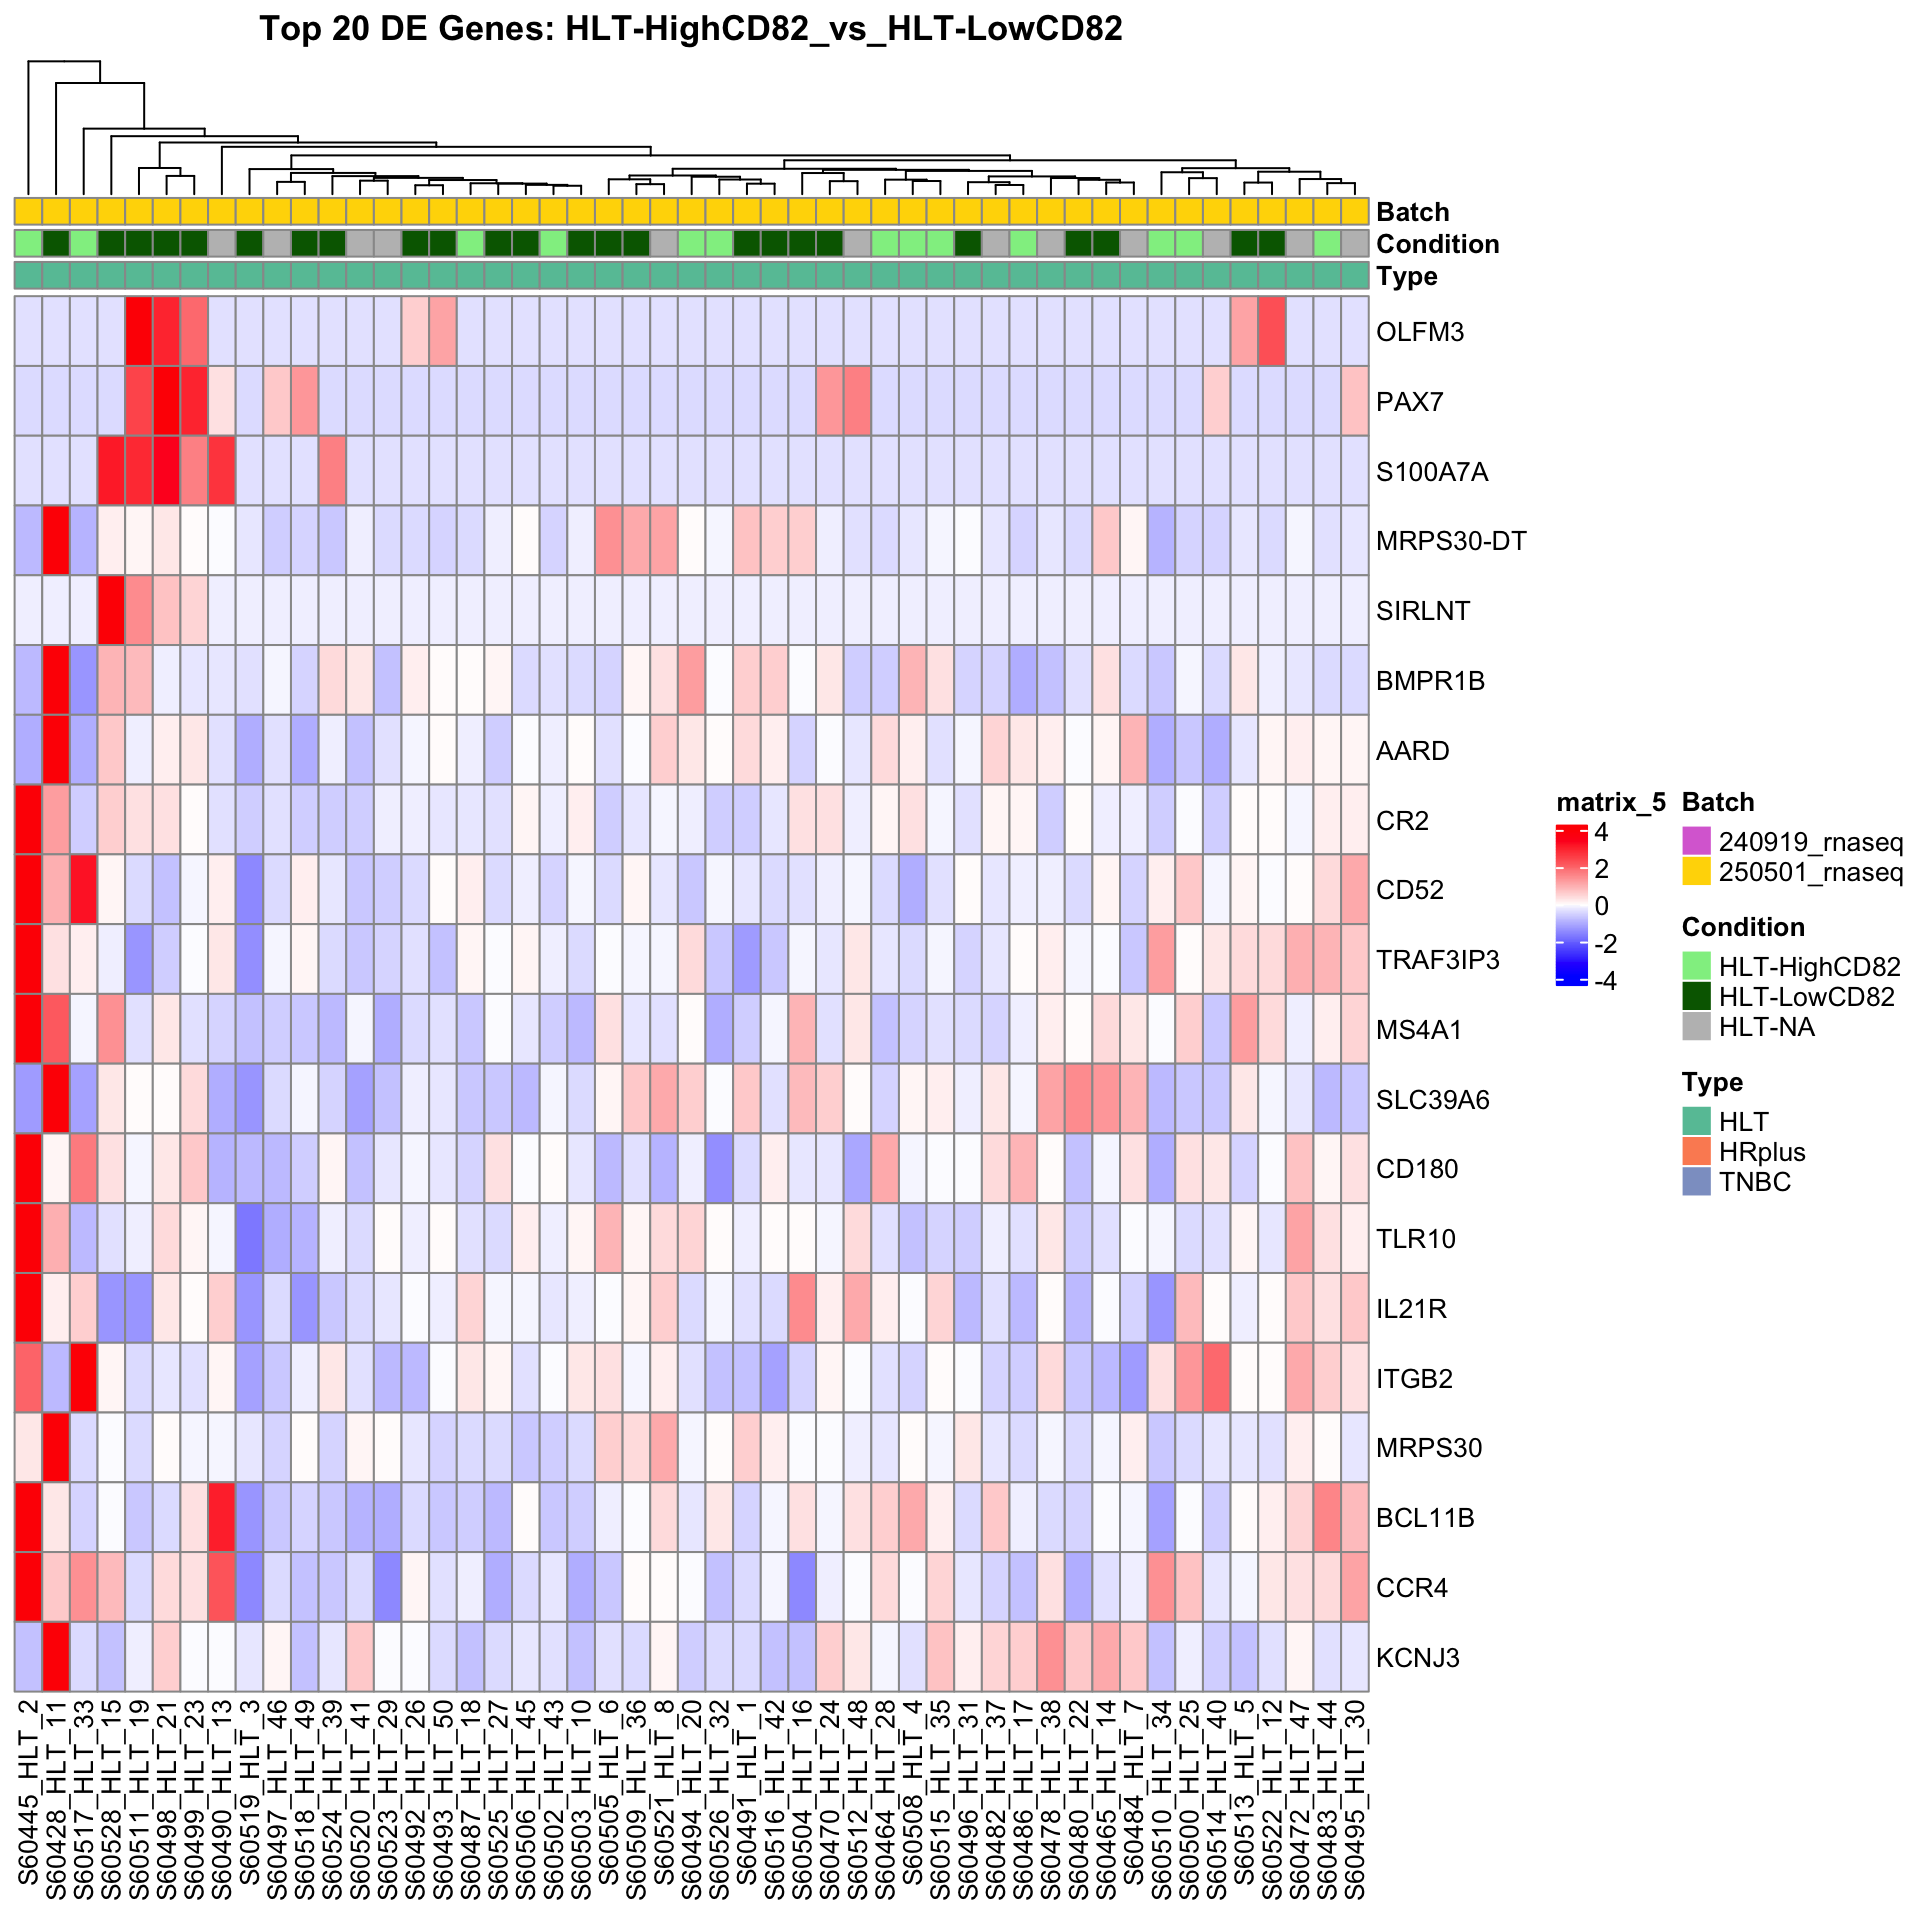 Top 20 DE Genes: HLT-HighCD82_vs_HLT-LowCD82
Batch
Condition
Type
OLFM3
PAX7
S100A7A
MRPS30-DT
SIRLNT
BMPR1B
AARD
CR2
CD52
TRAF3IP3
MS4A1
SLC39A6
CD180
TLR10
IL21R
ITGB2
MRPS30
BCL11B
CCR4
KCNJ3
S60445_HLT_2
S60428_HLT_11
S60517_HLT_33
S60528_HLT_15
S60511_HLT_19
S60498_HLT_21
S60499_HLT_23
S60490_HLT_13
S60519_HLT_3
S60497_HLT_46
S60518_HLT_49
S60524_HLT_39
S60520_HLT_41
S60523_HLT_29
S60492_HLT_26
S60493_HLT_50
S60487_HLT_18
S60525_HLT_27
S60506_HLT_45
S60502_HLT_43
S60503_HLT_10
S60505_HLT_6
S60509_HLT_36
S60521_HLT_8
S60494_HLT_20
S60526_HLT_32
S60491_HLT_1
S60516_HLT_42
S60504_HLT_16
S60470_HLT_24
S60512_HLT_48
S60464_HLT_28
S60508_HLT_4
S60515_HLT_35
S60496_HLT_31
S60482_HLT_37
S60486_HLT_17
S60478_HLT_38
S60480_HLT_22
S60465_HLT_14
S60484_HLT_7
S60510_HLT_34
S60500_HLT_25
S60514_HLT_40
S60513_HLT_5
S60522_HLT_12
S60472_HLT_47
S60483_HLT_44
S60495_HLT_30
matrix_5
4
2
0
-2
-4
Batch
240919_rnaseq
250501_rnaseq
Condition
HLT-HighCD82
HLT-LowCD82
HLT-NA
Type
HLT
HRplus
TNBC